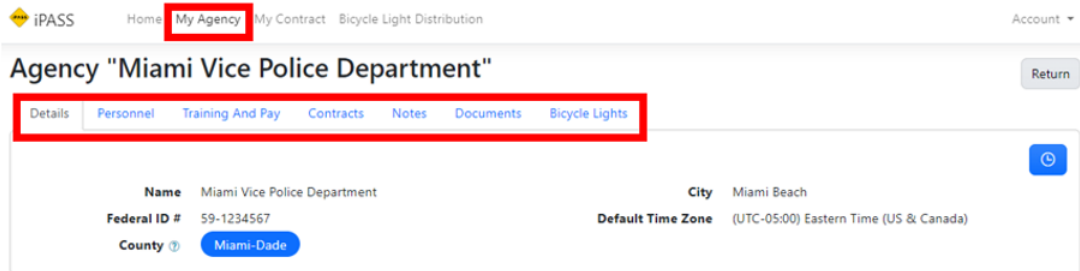 iPASS Home My Agency My Contract Bicycle Light Distribution Account
Agency "Miami Vice Police Department"
Return
Details Personnel Training And Pay Contracts Notes Documents Bicycle Lights
Name Miami Vice Police Department City Miami Beach
Federal ID # 59-1234567 Default Time Zone (UTC-05:00) Eastern Time (US & Canada)
County ? Miami-Dade